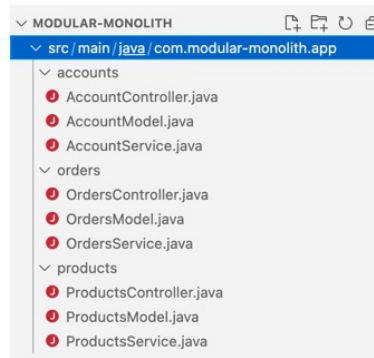 MODULAR-MONOLITH
src/main/java/com.modular-monolith.app
accounts
AccountController.java
AccountModel.java
AccountService.java
orders
OrdersController.java
OrdersModel.java
OrdersService.java
products
ProductsController.java
ProductsModel.java
ProductsService.java